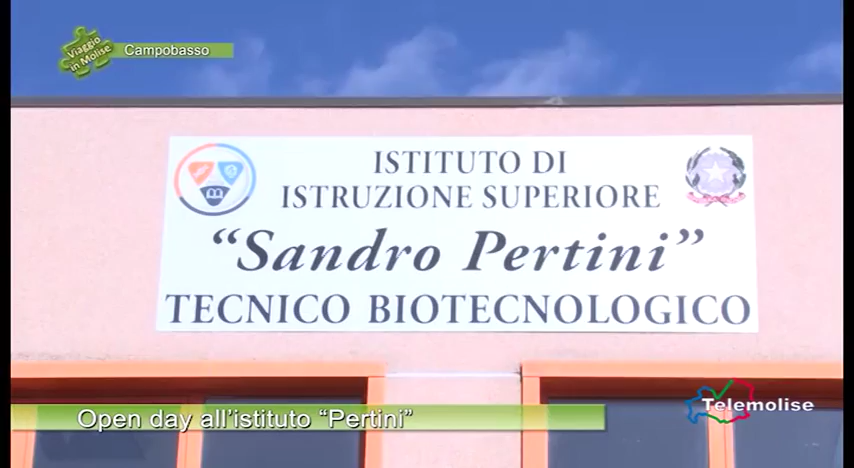 Viaggio
in Molise
Campobasso
ISTITUTO DI
ISTRUZIONE SUPERIORE
“Sandro Pertini”
TECNICO BIOTECNOLOGICO
Open day all'istituto “Pertini”
Telemolise